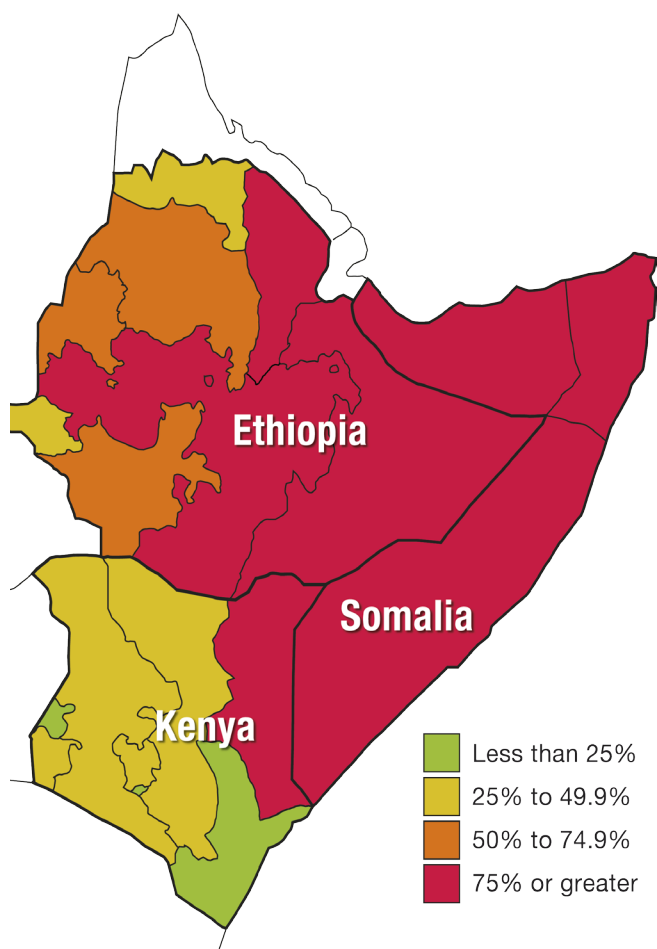 Ethiopia
Somalia
Kenya
Less than 25%
25% to 49.9%
50% to 74.9%
75% or greater